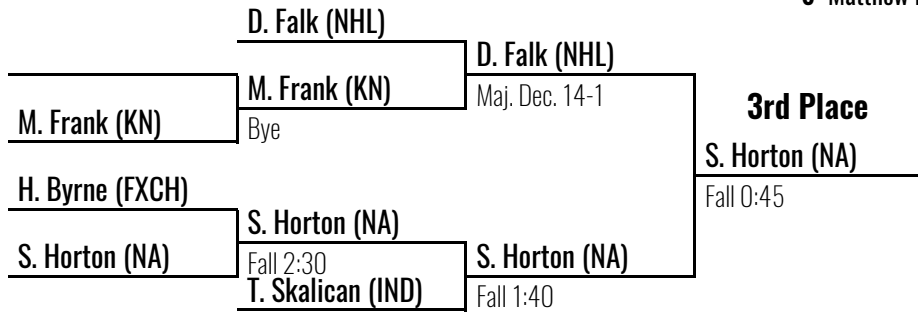 Matthew
D. Falk (NHL)
D. Falk (NHL)
M. Frank (KN)
Maj. Dec. 14-1
3rd Place
M. Frank (KN)
Bye
S. Horton (NA)
H. Byrne (FXCH)
Fall 0:45
S. Horton (NA)
S. Horton (NA)
Fall 2:30
S. Horton (NA)
T. Skalican (IND)
Fall 1:40